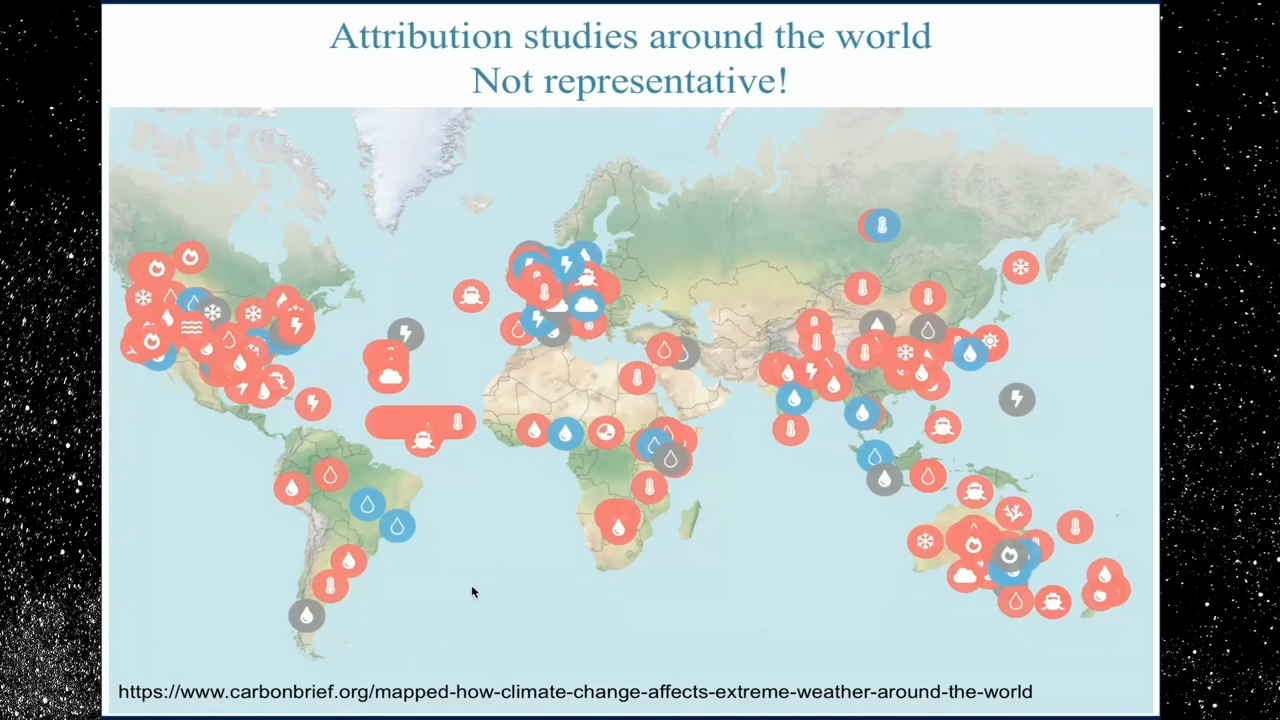 Attribution studies around the world
Not representative!
https://www.carbonbrief.org/mapped-how-climate-change-affects-extreme-weather-around-the-world